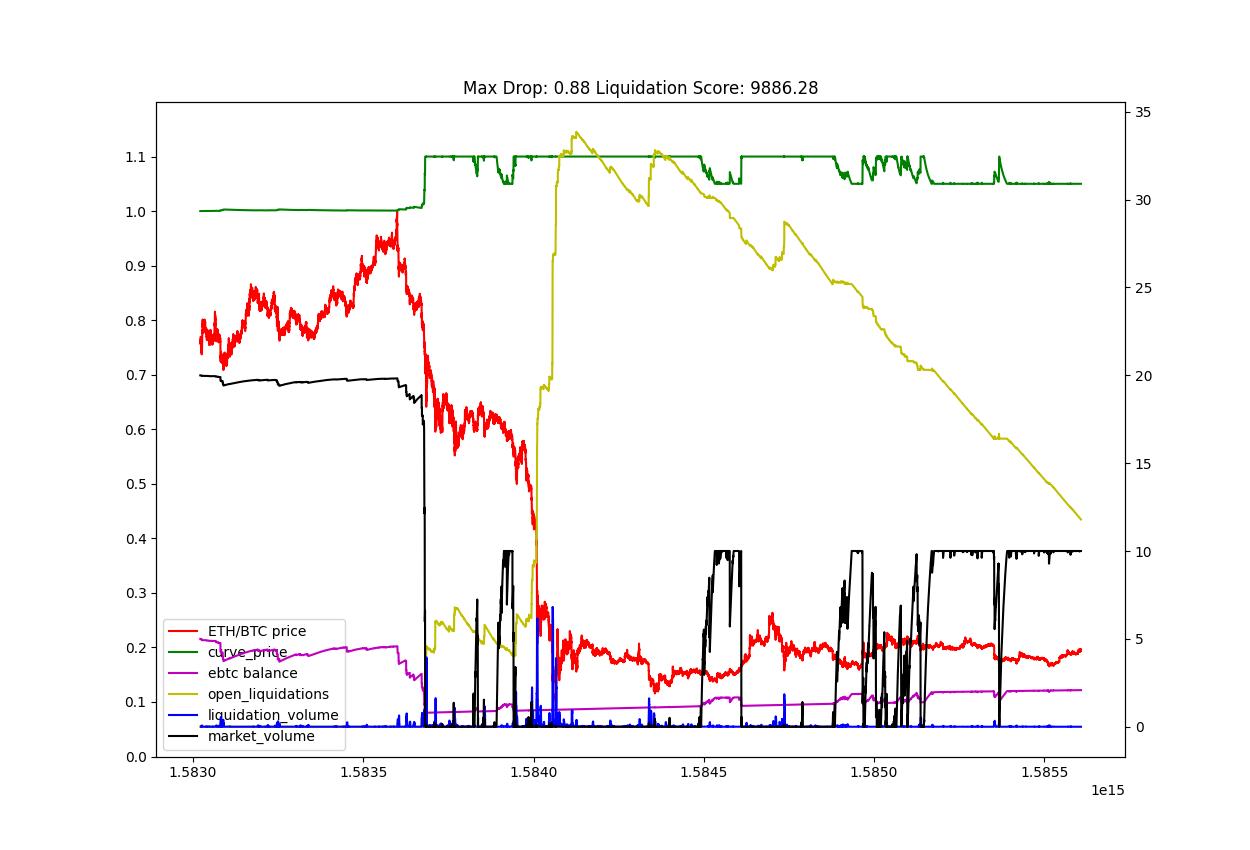 Max Drop: 0.88 Liquidation Score: 9886.28
1.1
1.0
0.9
0.8
0.7
0.6
0.5
0.4
0.3
0.2
0.1
0.0
35
30
25
20
15
10
5
0
ETH/BTC price
curve_price
ebtc balance
open_liquidations
liquidation_volume
market_volume
1.5830 1.5835 1.5840 1.5845 1.5850 1.5855
1e15